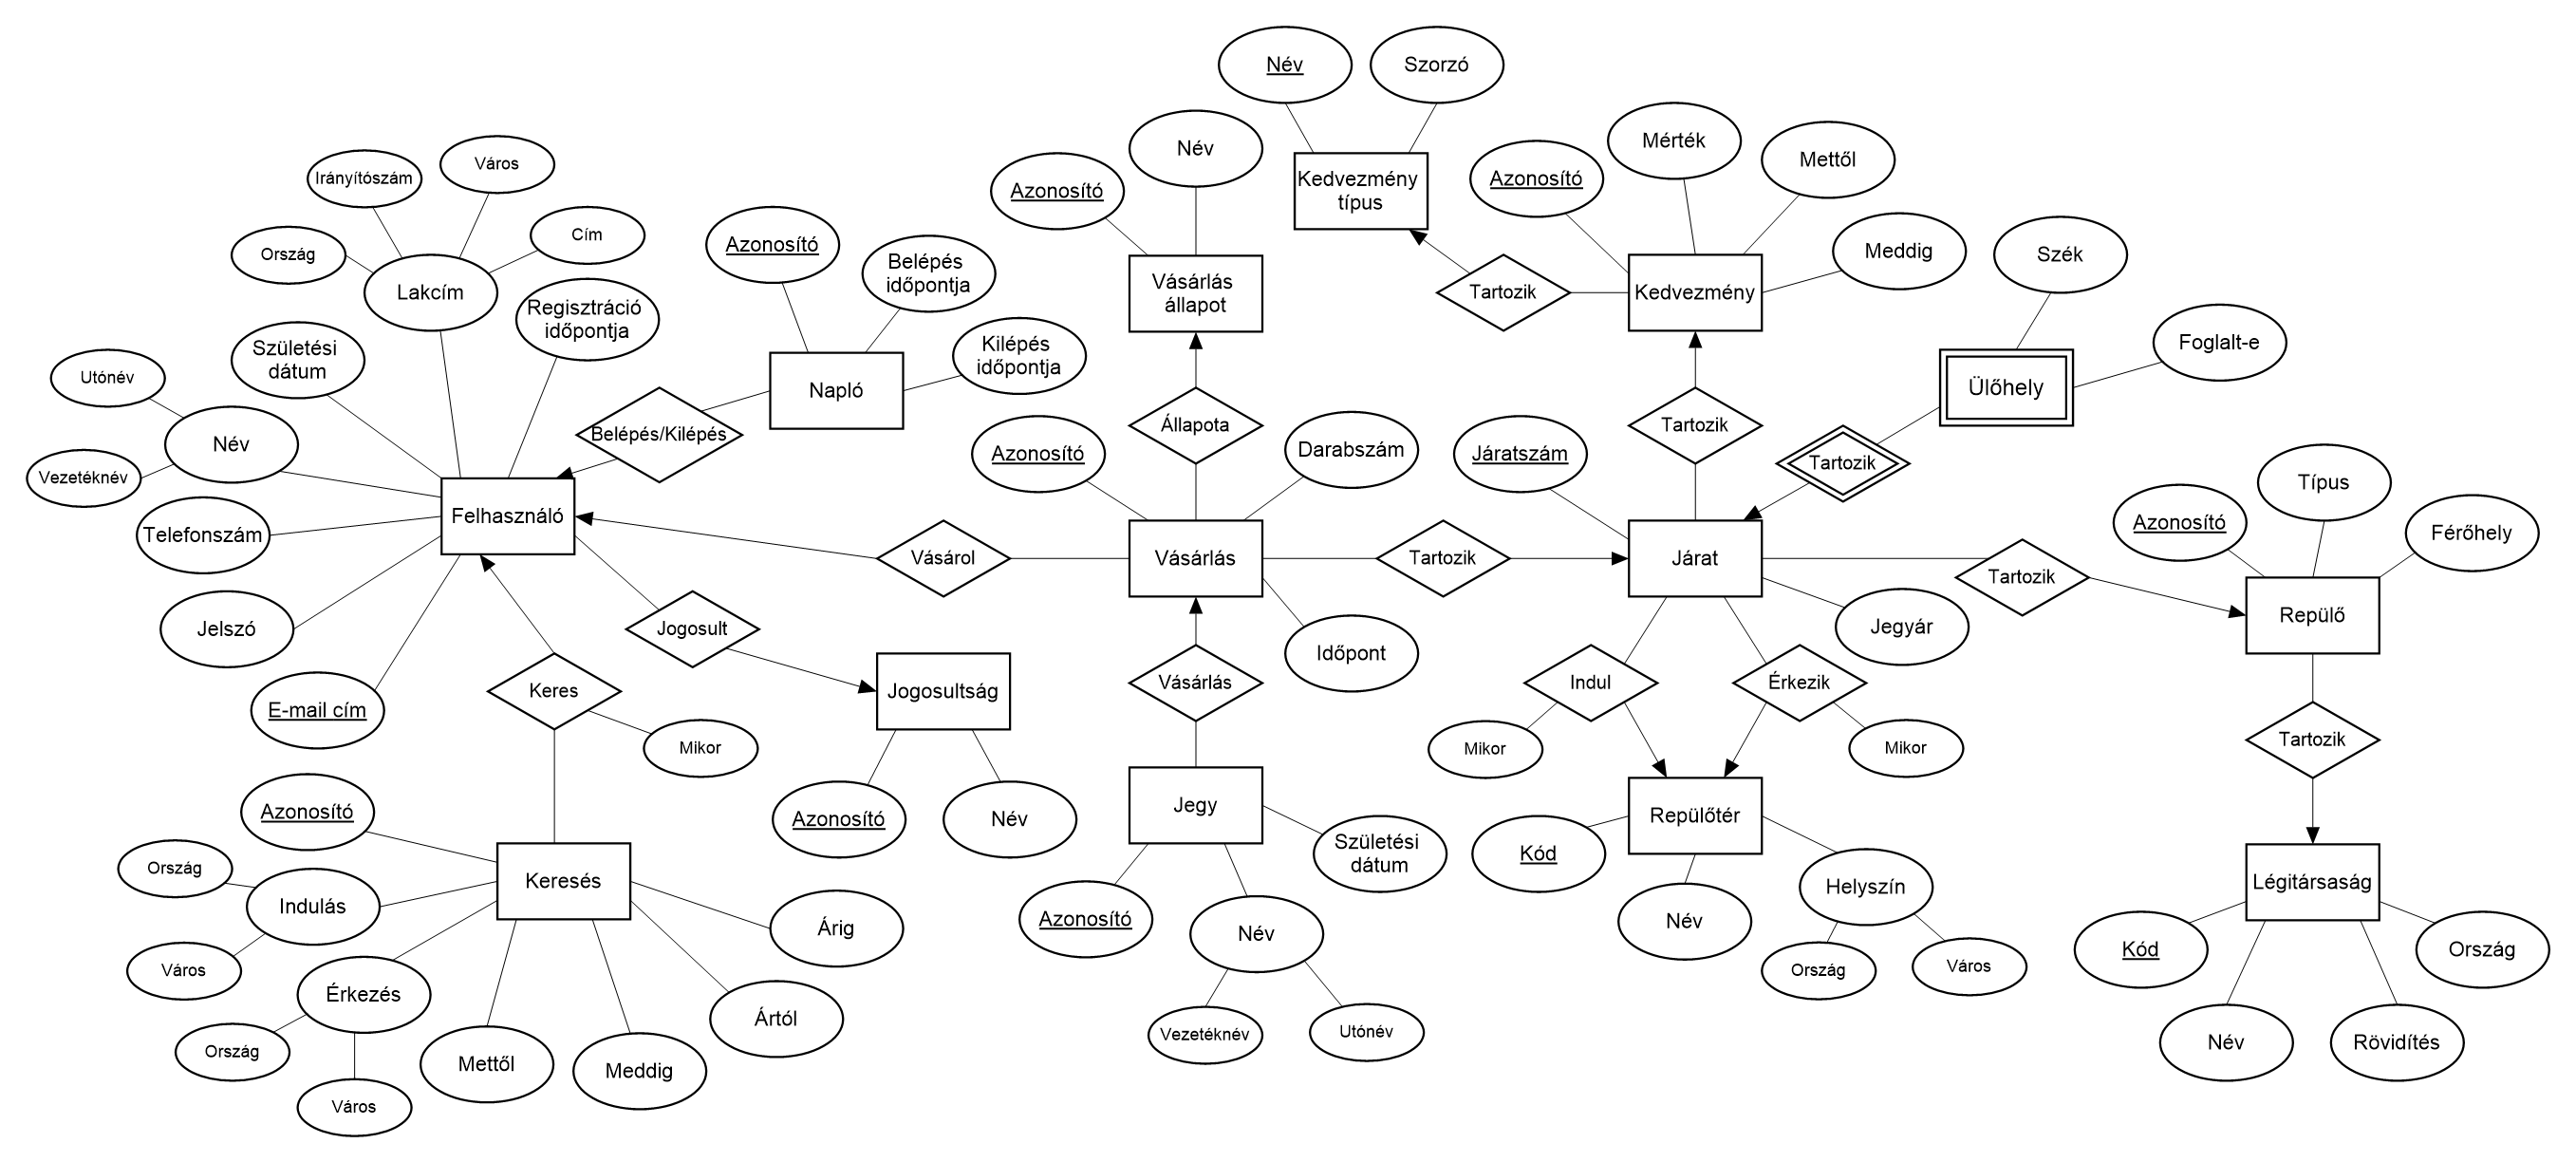 Név
Szorzó
Kedvezmény
típus
Azonosító
Mérték
Mettől
Meddig
Kedvezmény
Tartozik
Név
Azonosító
Vásárlás
állapot
Állapota
Szék
Foglalt-e
Ülőhely
Tartozik
Tartozik
Irányítószám
Város
Ország
Cím
Lakcím
Regisztráció
időpontja
Születési
dátum
Utónév
Név
Vezetéknév
Telefonszám
Jelszó
E-mail cím
Felhasználó
Azonosító
Belépés
időpontja
Kilépés
időpontja
Napló
Belépés/Kilépés
Azonosító
Darabszám
Vásárol
Vásárlás
Időpont
Tartozik
Járatszám
Járat
Jegyár
Tartozik
Azonosító
Típus
Férőhely
Repülő
Tartozik
Jogosult
Jogosultság
Azonosító
Név
Keres
Mikor
Azonosító
Ország
Indulás
Város
Keresés
Érkezés
Ország
Város
Mettől
Meddig
Ártól
Árig
Vásárlás
Jegy
Születési
dátum
Azonosító
Név
Vezetéknév
Utónév
Indul
Mikor
Érkezik
Mikor
Repülőtér
Kód
Név
Helyszín
Ország
Város
Légitársaság
Kód
Név
Rövidítés
Ország